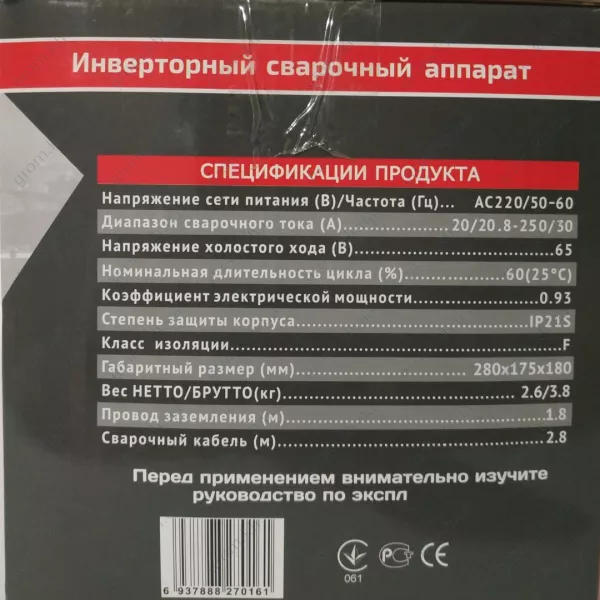 Инверторный сварочный аппарат
СПЕЦИФИКАЦИИ ПРОДУКТА
Напряжение сети питания (В)/Частота (Гц)... AC220/50-60
Диапазон сварочного тока (А) 20/20.8-250/30
Напряжение холостого хода (В) 65
Номинальная длительность цикла (%) 60(25°C)
Коэффициент электрической мощности 0.93
Степень защиты корпуса IP21S
Класс изоляции F
Габаритный размер (мм) 280x175x180
Вес НЕТТО/БРУТТО(кг) 2.6/3.8
Провод заземления (м) 1.8
Сварочный кабель (м) 2.8
Перед применением внимательно изучите
руководство по экспл
6 937888 270161
061
CE